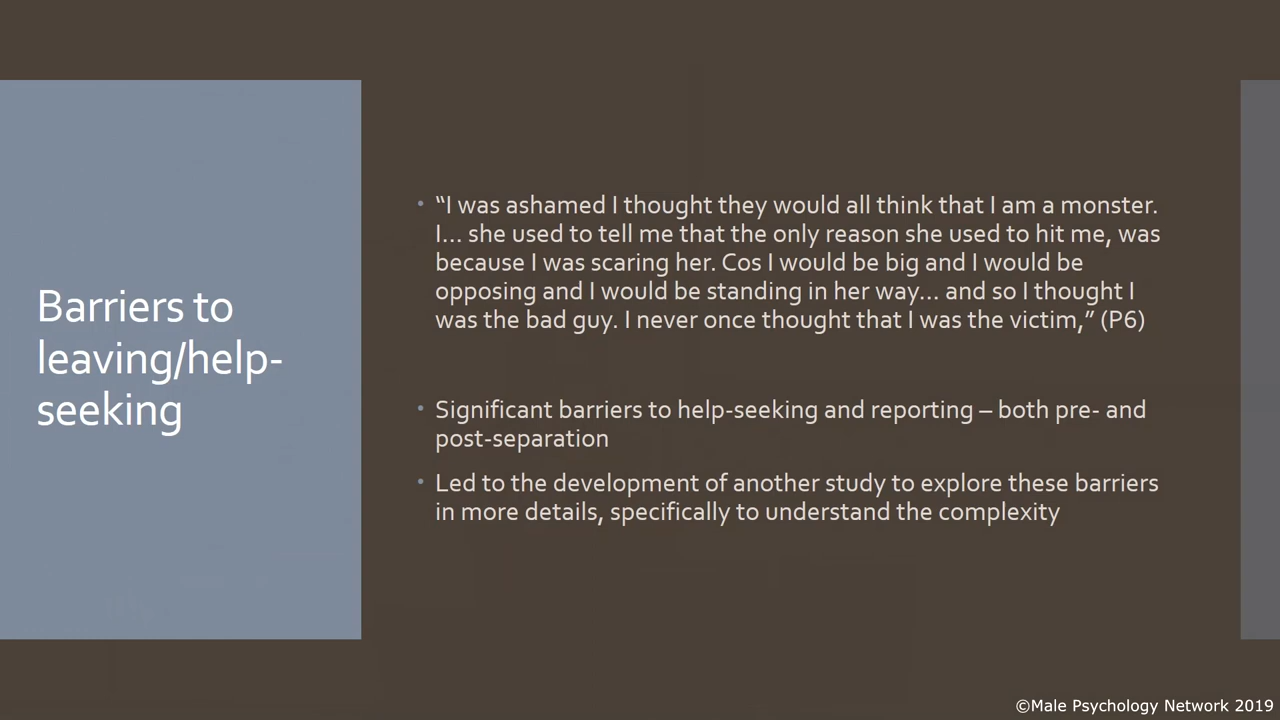 Barriers to
leaving/help-
seeking
• “I was ashamed I thought they would all think that I am a monster.
I... she used to tell me that the only reason she used to hit me, was
because I was scaring her. Cos I would be big and I would be
opposing and I would be standing in her way... and so I thought I
was the bad guy. I never once thought that I was the victim,” (P6)
• Significant barriers to help-seeking and reporting – both pre- and
post-separation
• Led to the development of another study to explore these barriers
in more details, specifically to understand the complexity
©Male Psychology Network 2019